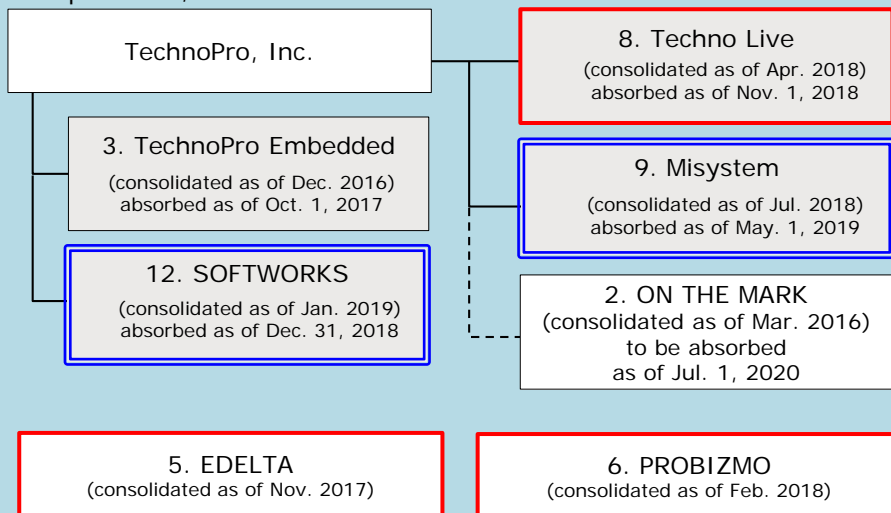 TechnoPro, Inc.
8. Techno Live
(consolidated as of Apr. 2018)
absorbed as of Nov. 1, 2018
3. TechnoPro Embedded
(consolidated as of Dec. 2016)
absorbed as of Oct. 1, 2017
9. Misystem
(consolidated as of Jul. 2018)
absorbed as of May. 1, 2019
12. SOFTWORKS
(consolidated as of Jan. 2019)
absorbed as of Dec. 31, 2018
2. ON THE MARK
(consolidated as of Mar. 2016)
to be absorbed
as of Jul. 1, 2020
5. EDELTA
(consolidated as of Nov. 2017)
6. PROBIZMO
(consolidated as of Feb. 2018)